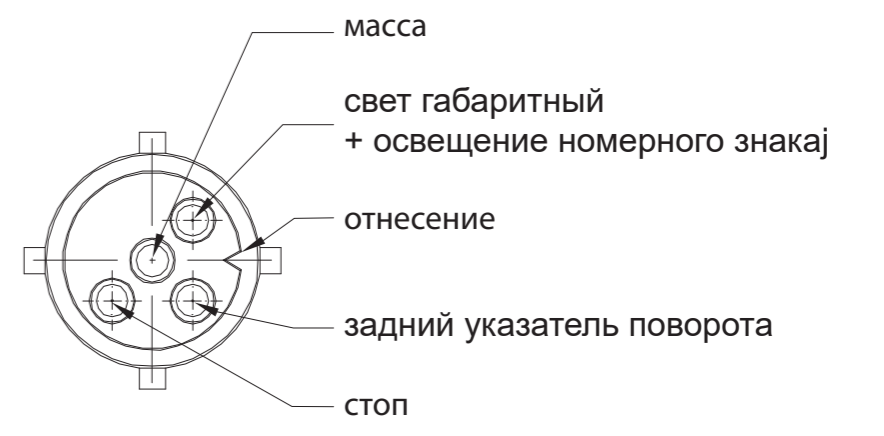 масса
свет габаритный
+ освещение номерного знакај
отнесение
задний указатель поворота
стоп